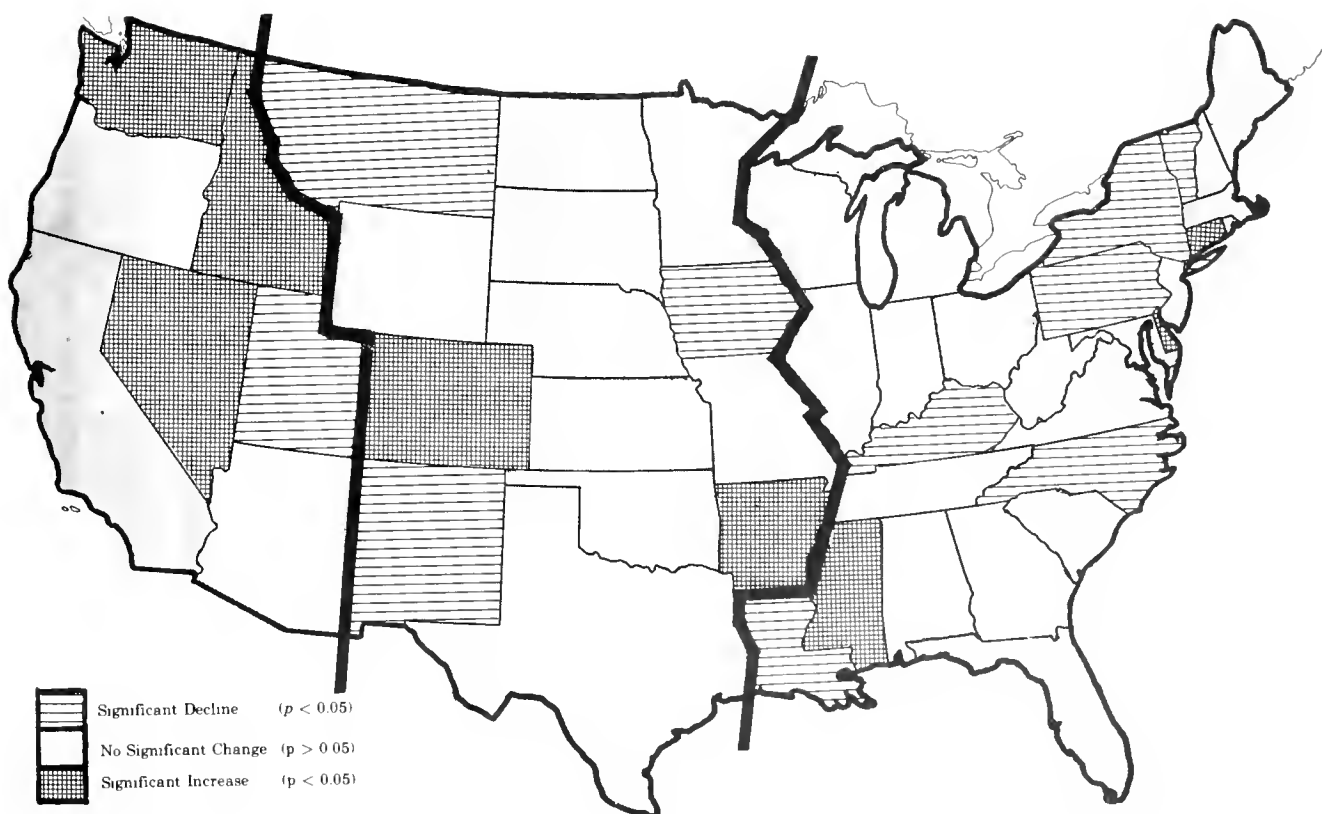 Significant Decline (p < 0.05)
No Significant Change (p > 0 05)
Significant Increase (p < 0.05)